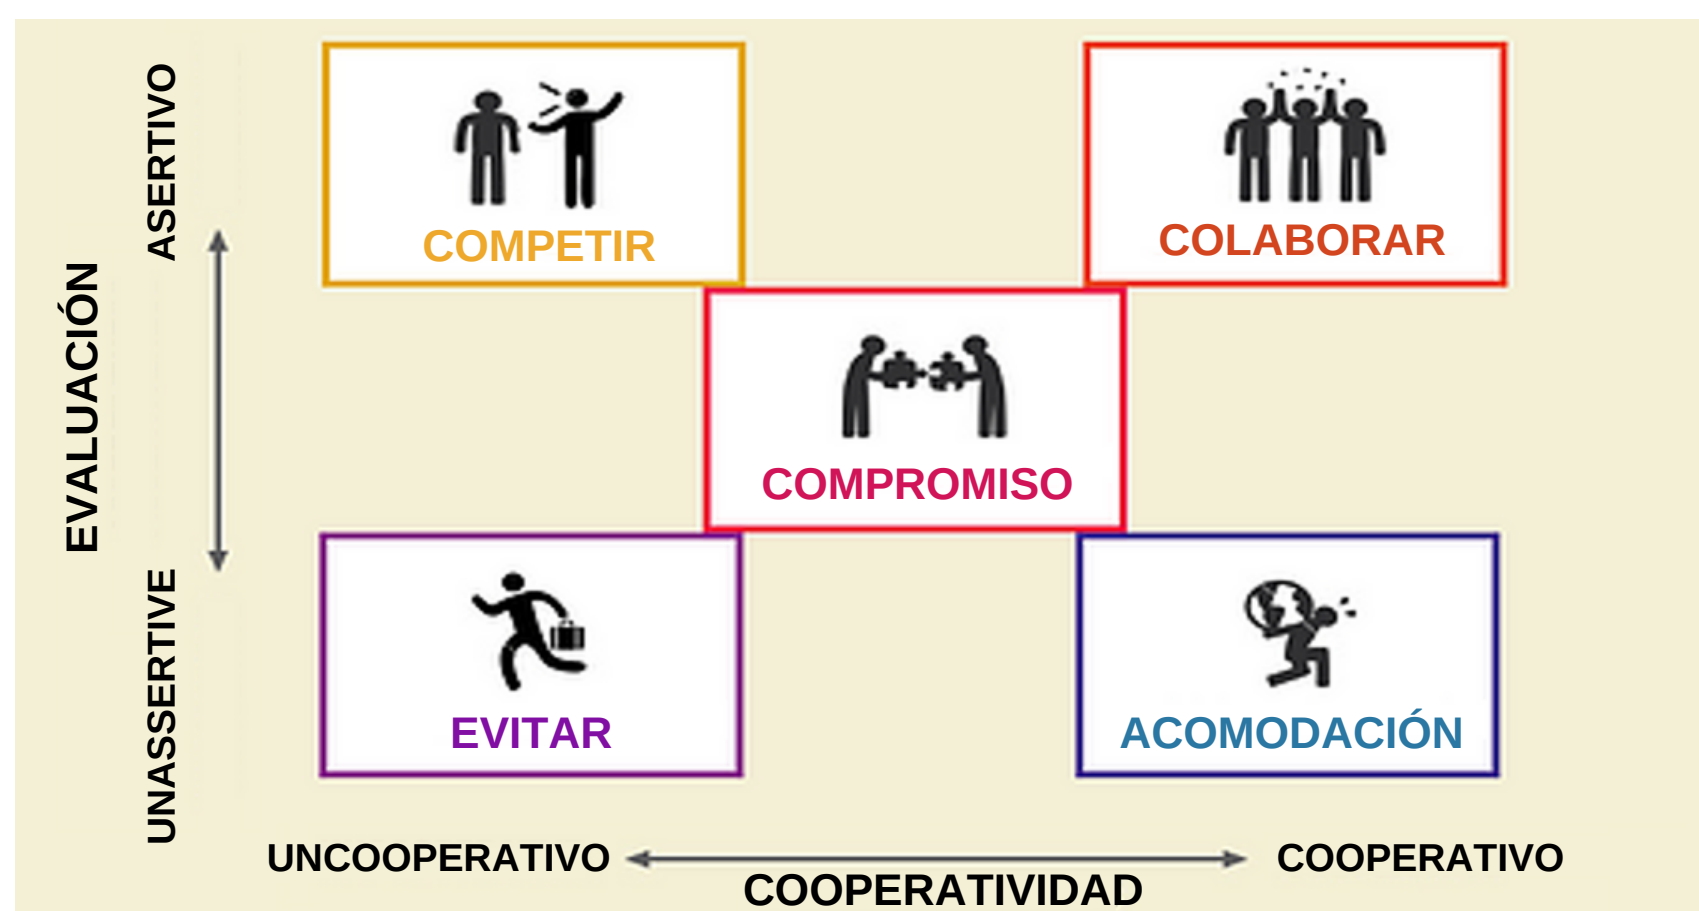 ASERTIVO
EVALUACIÓN
UNASSERTIVE
COMPETIR
COLABORAR
COMPROMISO
EVITAR
ACOMODACIÓN
UNCOOPERATIVO
COOPERATIVO
COOPERATIVIDAD